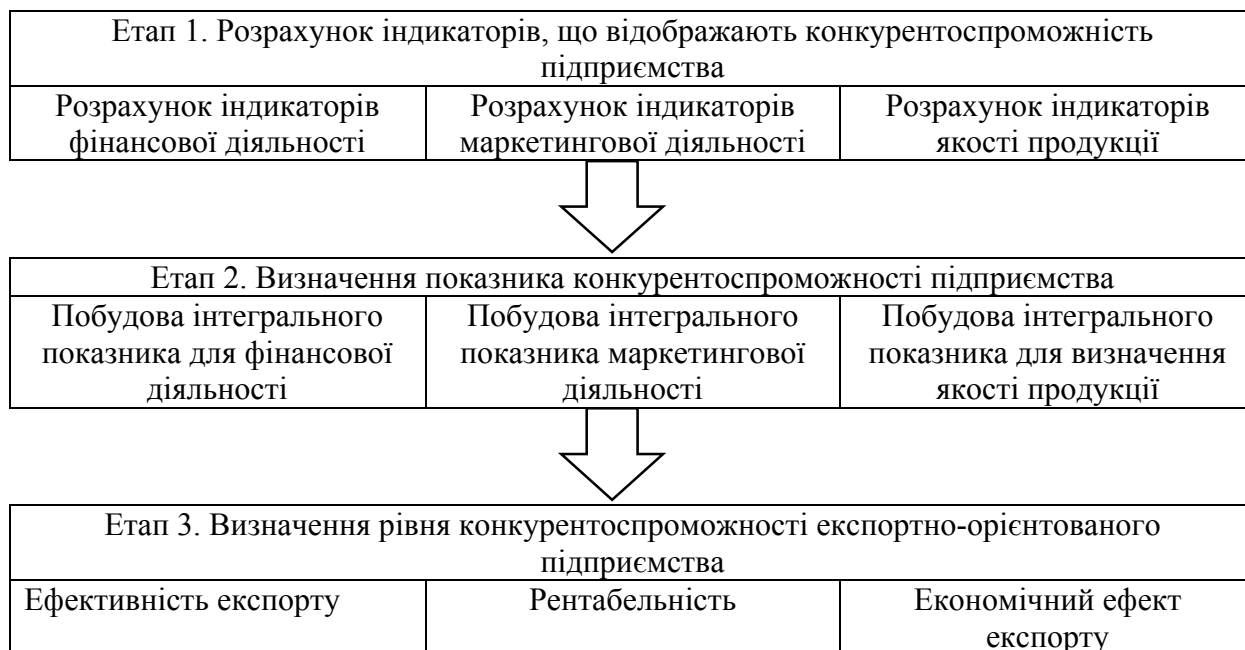 Етап 1. Розрахунок індикаторів, що відображають конкурентоспроможність
підприємства
Розрахунок індикаторів
фінансової діяльності
Розрахунок індикаторів
маркетингової діяльності
Розрахунок індикаторів
якості продукції
Етап 2. Визначення показника конкурентоспроможності підприємства
Побудова інтегрального
показника для фінансової
діяльності
Побудова інтегрального
показника маркетингової
діяльності
Побудова інтегрального
показника для визначення
якості продукції
Етап 3. Визначення рівня конкурентоспроможності експортно-орієнтованого
підприємства
Ефективність експорту
Рентабельність
Економічний ефект
експорту